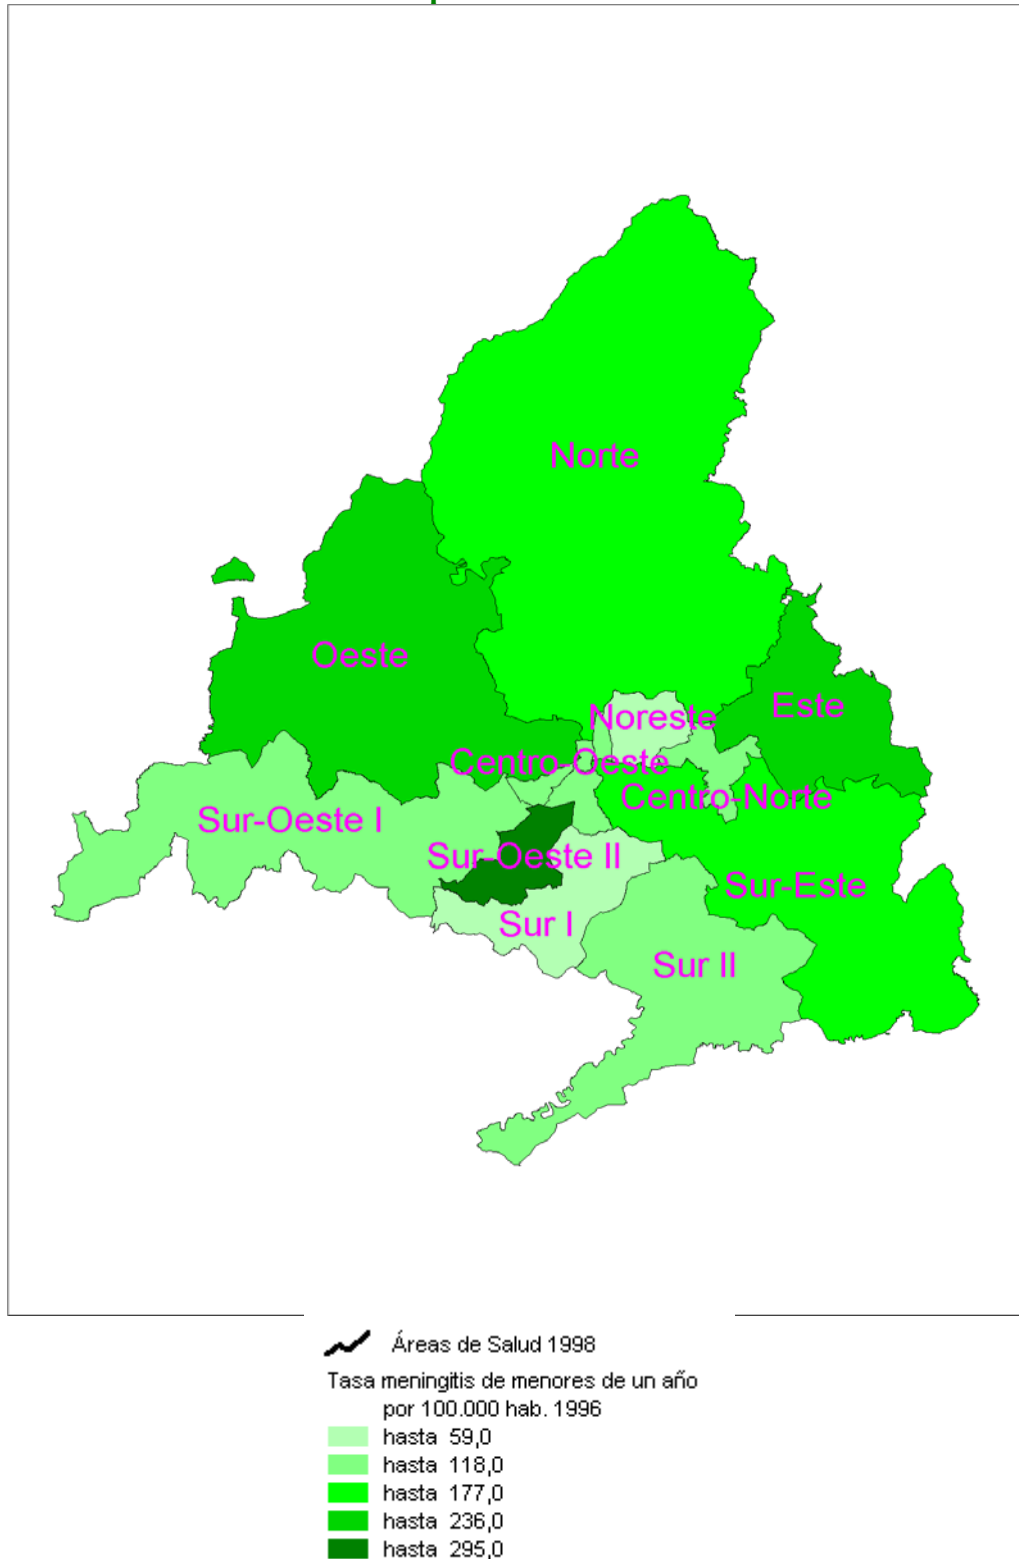 Norte
Oeste
Este
Noreste
Centro-Oeste
Centro-Norte
Sur-Oeste I
Sur-Oeste II
Sur-Este
Sur I
Sur II
Áreas de Salud 1998
Tasa meningitis de menores de un año
por 100.000 hab. 1996
hasta 59,0
hasta 118,0
hasta 177,0
hasta 236,0
hasta 295,0